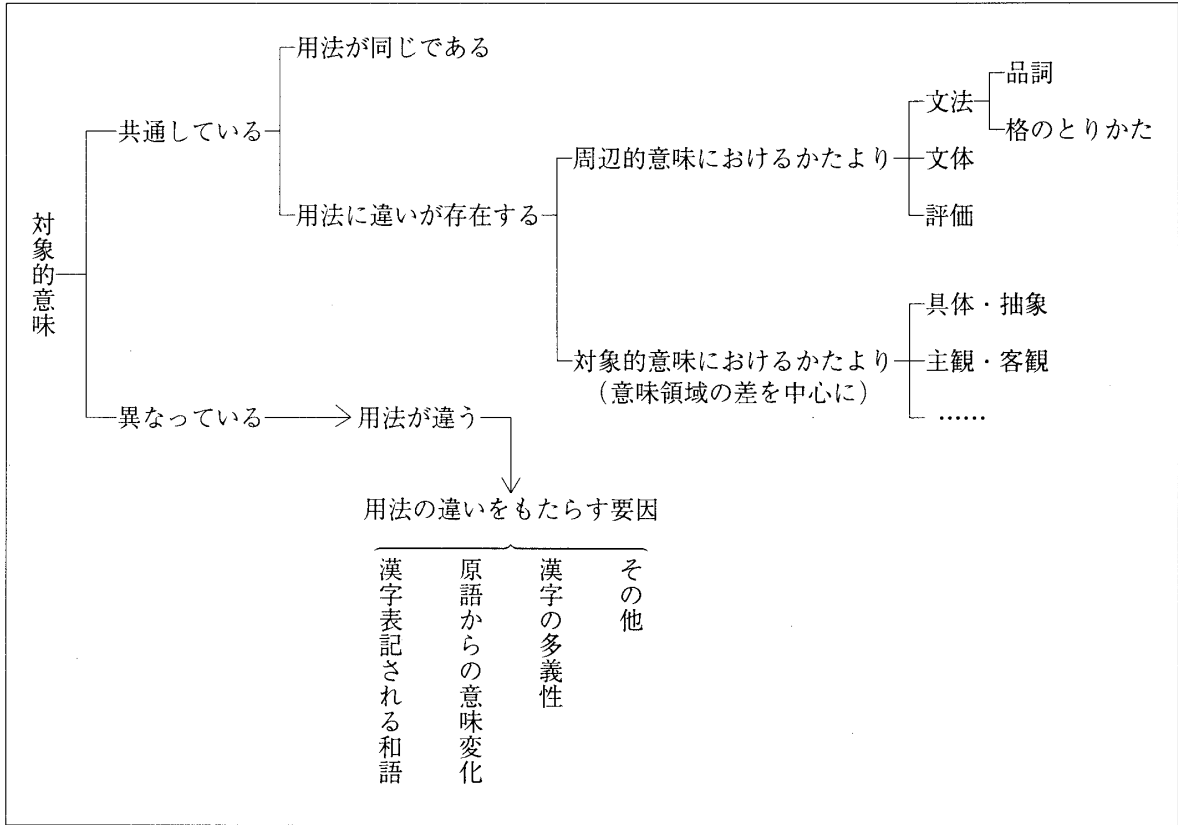 対象的意味
共通している
用法が同じである
用法に違いが存在する
周辺的意味におけるかたより
文法
品詞
格のとりかた
文体
評価
対象的意味におけるかたより
(意味領域の差を中心に)
具体・抽象
主観・客観
……
異なっている
用法が違う
用法の違いをもたらす要因
漢字表記される和語
原語からの意味変化
漢字の多義性
その他